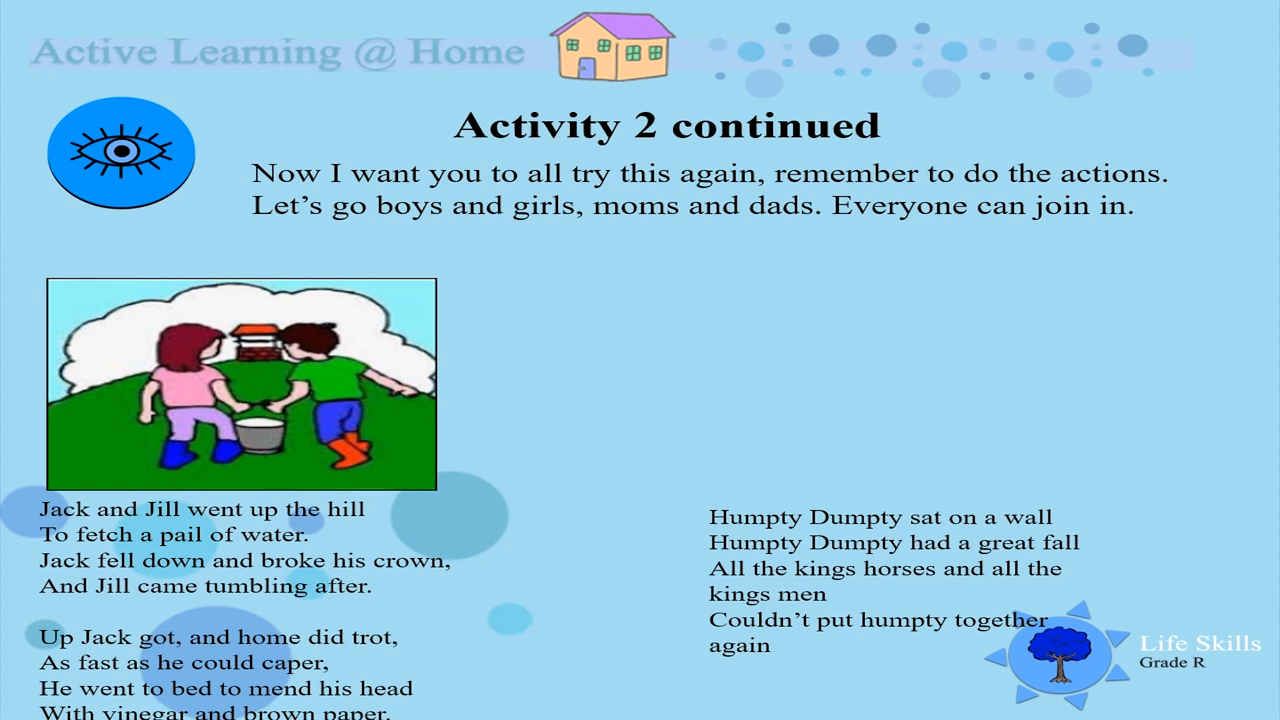 Active Learning @ Home
Activity 2 continued
Now I want you to all try this again, remember to do the actions.
Let’s go boys and girls, moms and dads. Everyone can join in.
Jack and Jill went up the hill
To fetch a pail of water.
Jack fell down and broke his crown,
And Jill came tumbling after.
Up Jack got, and home did trot,
As fast as he could caper,
He went to bed to mend his head
With vinegar and brown paper.
Humpty Dumpty sat on a wall
Humpty Dumpty had a great fall
All the kings horses and all the
kings men
Couldn’t put humpty together
again
Life Skills
Grade R